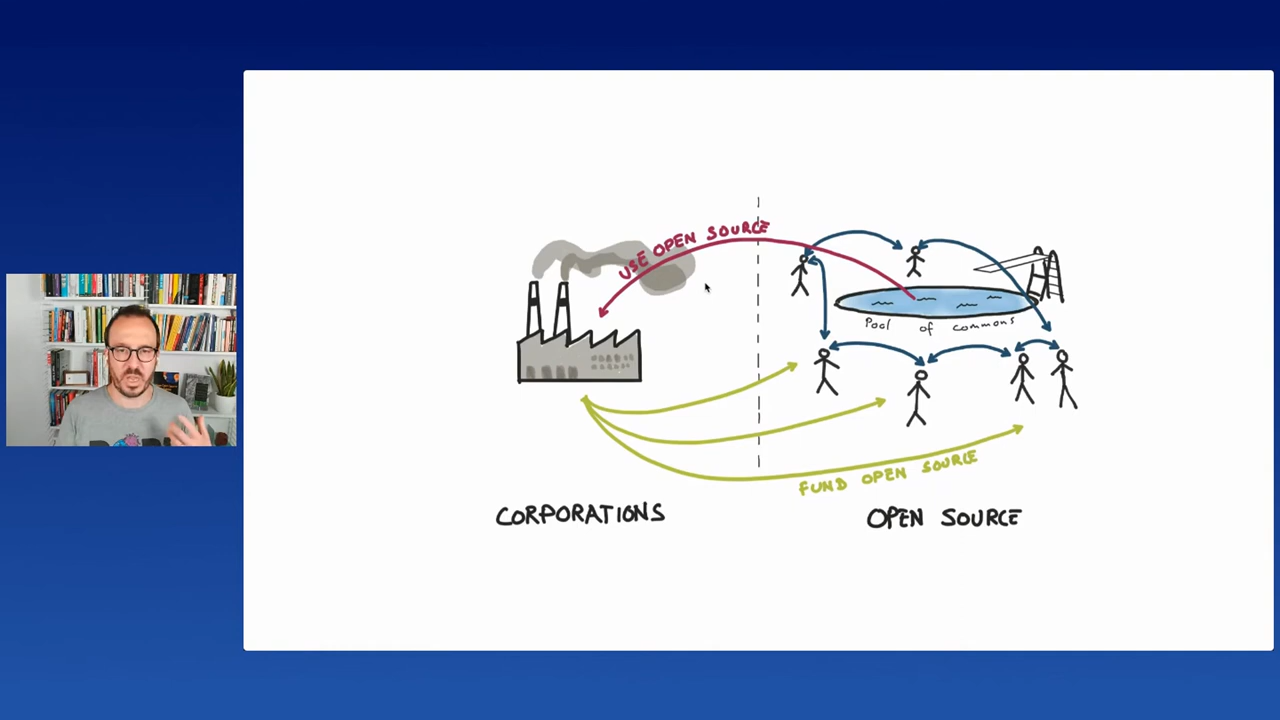 USE OPEN SOURCE
Pool of commons
FUND OPEN SOURCE
CORPORATIONS
OPEN SOURCE